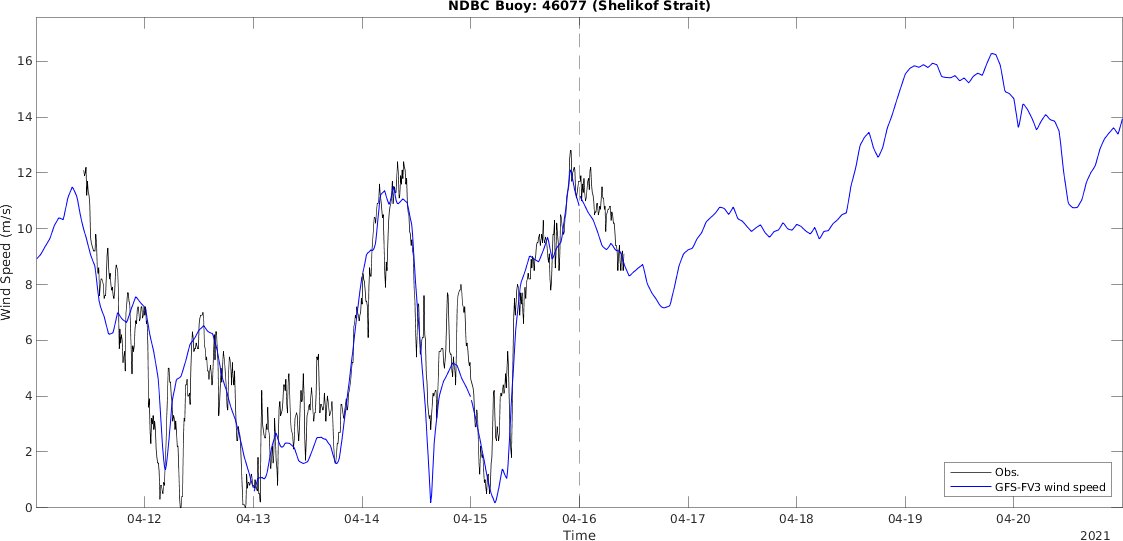 NDBC Buoy: 46077 (Shelikof Strait)
Wind Speed (m/s)
16
14
12
10
8
6
4
2
0
04-12 04-13 04-14 04-15 04-16 04-17 04-18 04-19 04-20
Time
2021
Obs.
GFS-FV3 wind speed